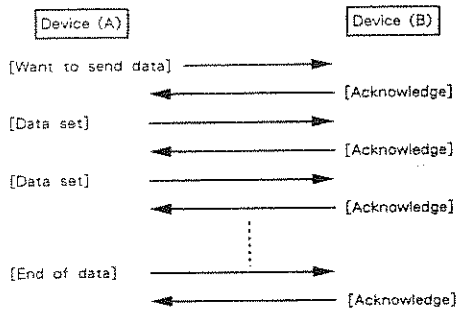 Device (A)
Device (B)
[Want to send data]
[Acknowledge]
[Data set]
[Acknowledge]
[Data set]
[Acknowledge]
[End of data]
[Acknowledge]